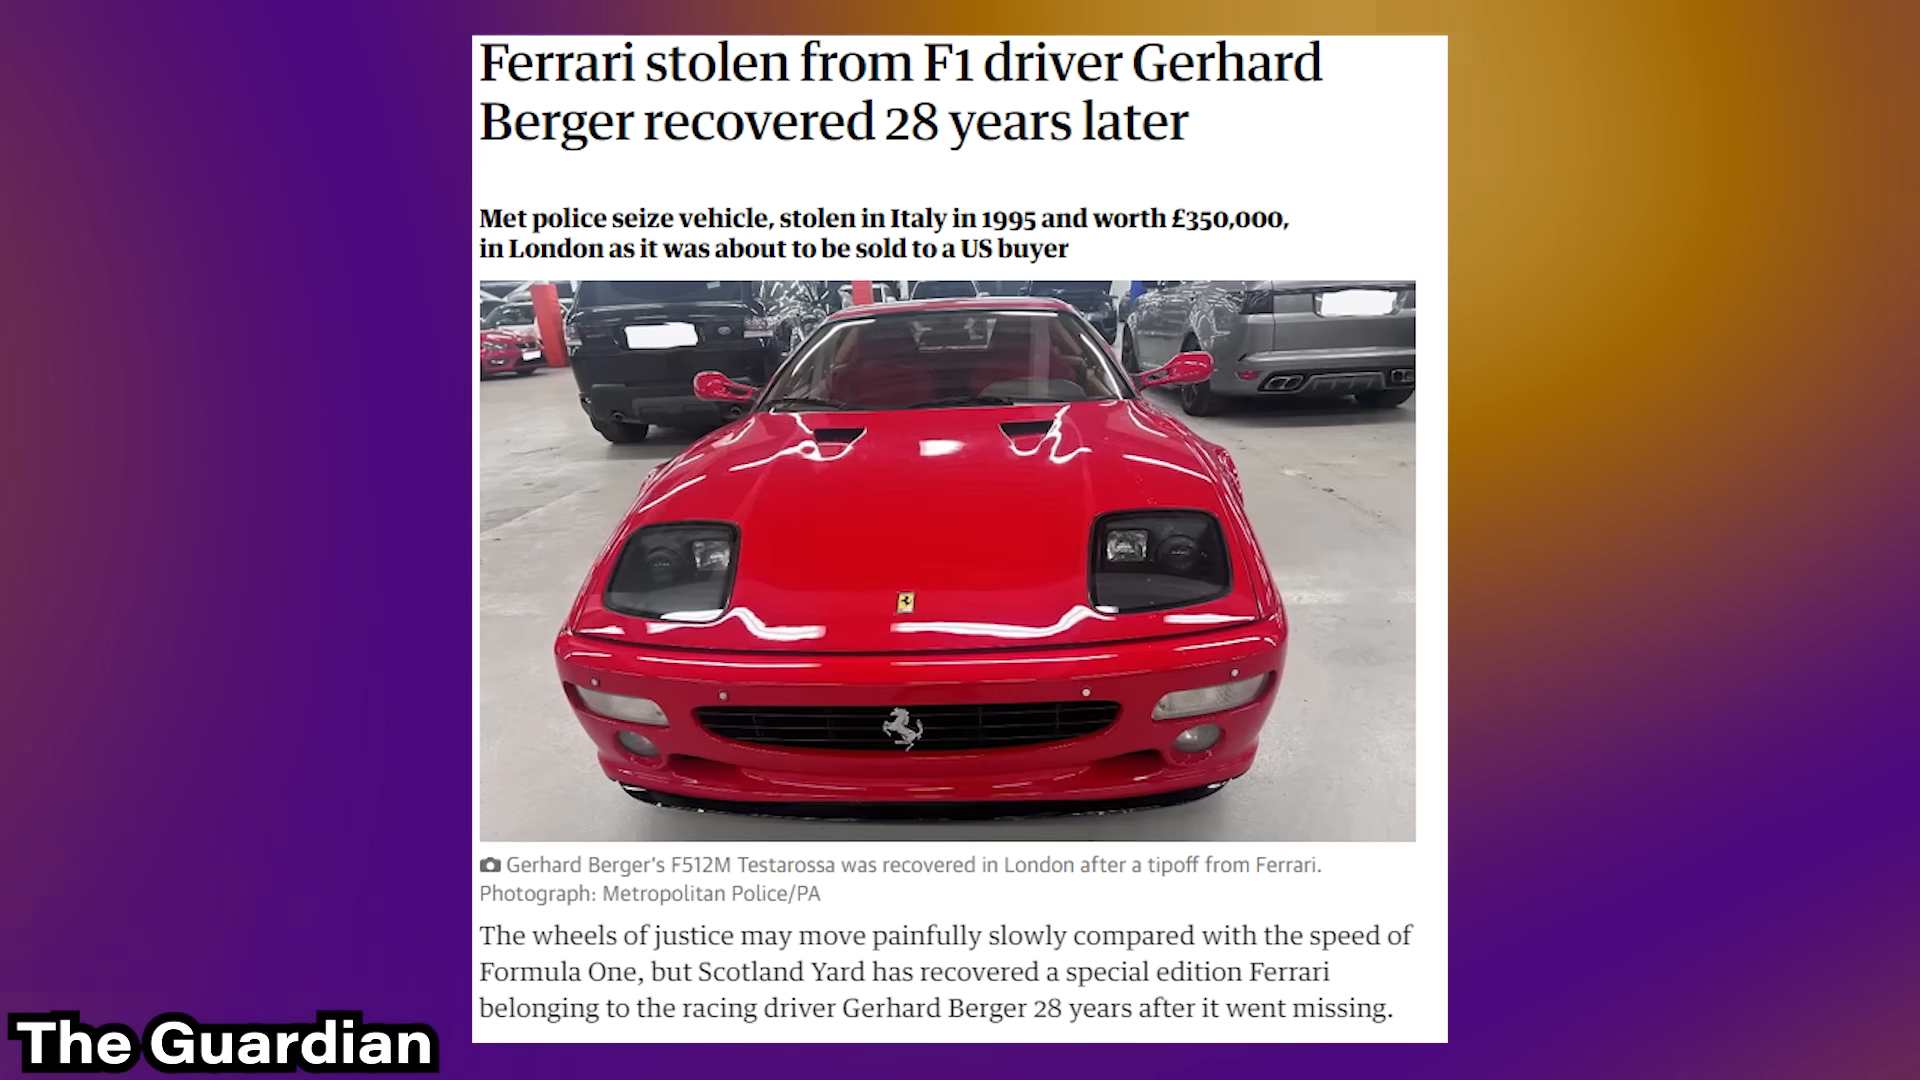 Ferrari stolen from F1 driver Gerhard
Berger recovered 28 years later
Met police seize vehicle, stolen in Italy in 1995 and worth £350,000,
in London as it was about to be sold to a US buyer
Gerhard Berger's F512M Testarossa was recovered in London after a tipoff from Ferrari.
Photograph: Metropolitan Police/PA
The wheels of justice may move painfully slowly compared with the speed of
Formula One, but Scotland Yard has recovered a special edition Ferrari
belonging to the racing driver Gerhard Berger 28 years after it went missing.
The Guardian